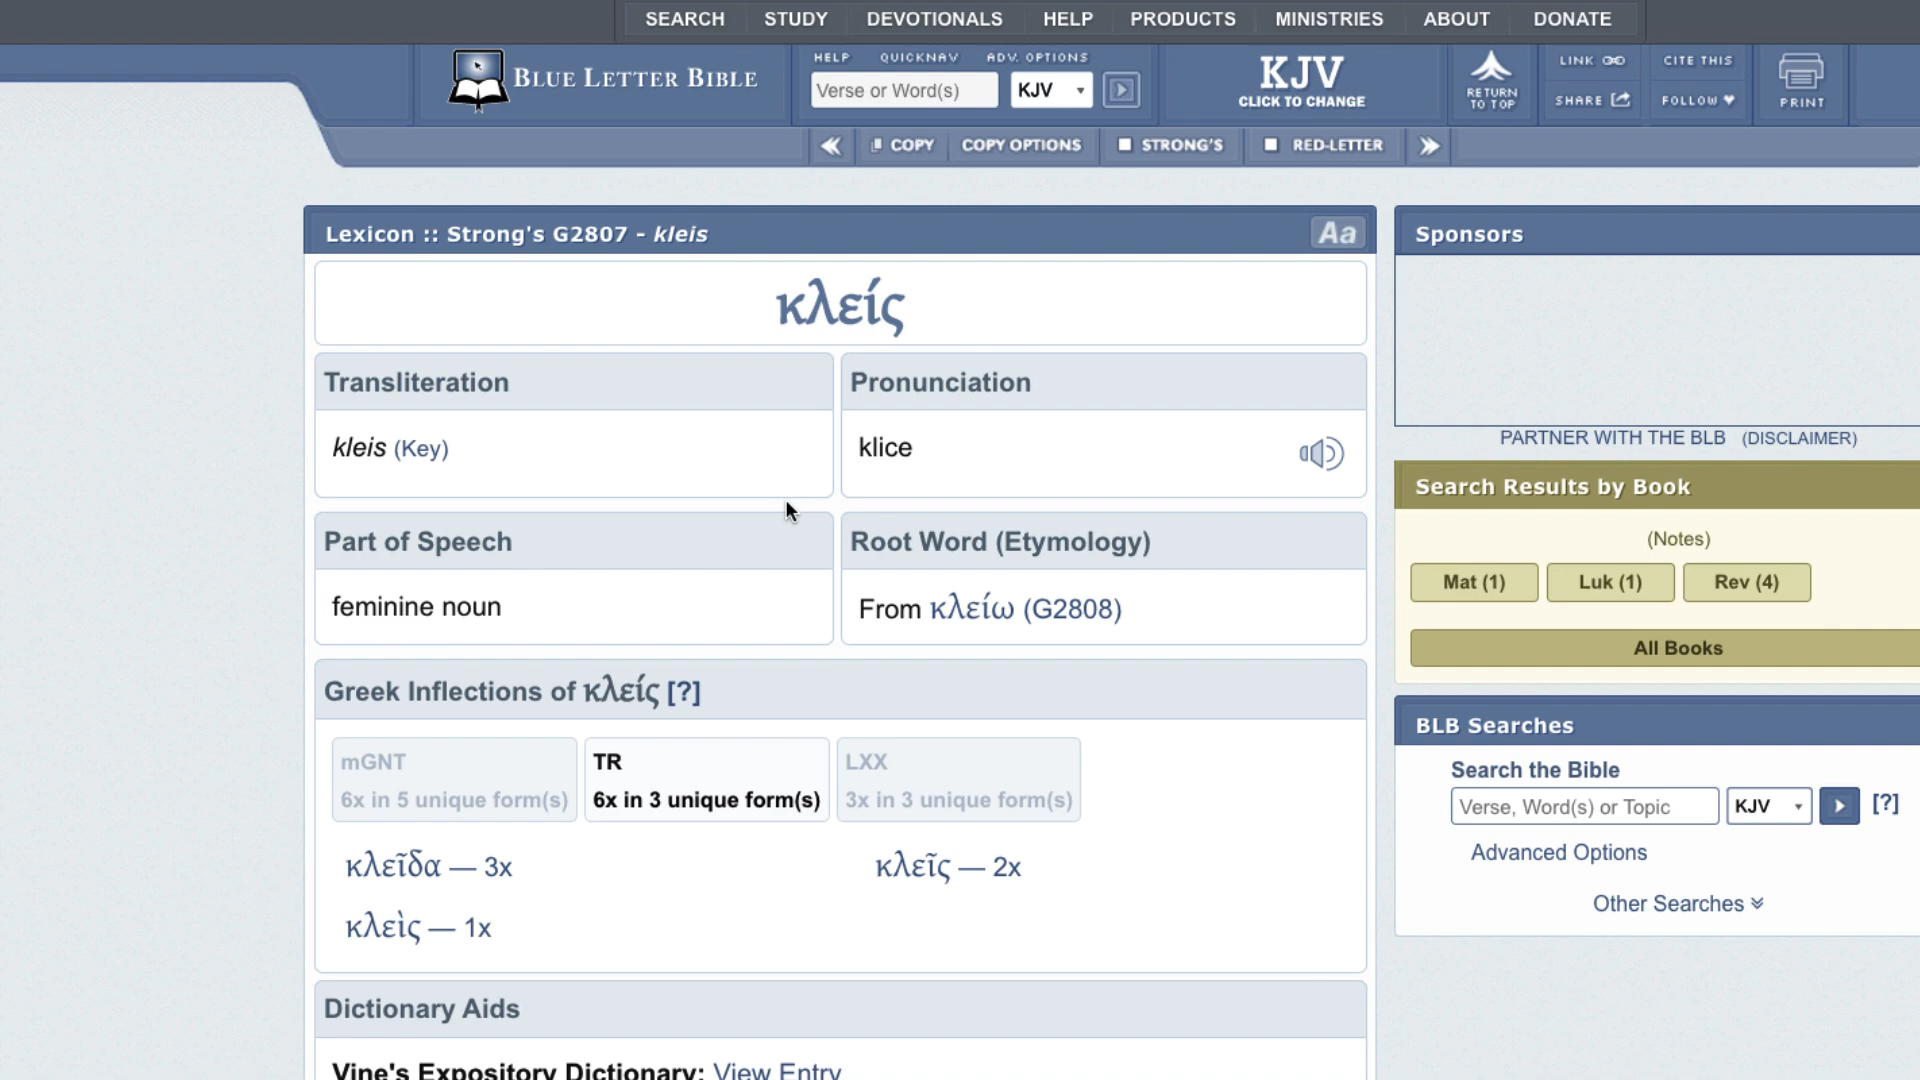 SEARCH STUDY DEVOTIONALS HELP PRODUCTS MINISTRIES ABOUT DONATE
BLUE LETTER BIBLE
HELP QUICKNAV ADV. OPTIONS
Verse or Word(s) KJV
KJV
CLICK TO CHANGE
RETURN
TO TOP
LINK
CITE THIS
SHARE
FOLLOW
PRINT
COPY COPY OPTIONS STRONG'S RED-LETTER
Lexicon :: Strong's G2807 - kleis
Aa
κλείς
Transliteration
kleis (Key)
Pronunciation
klice
Part of Speech
feminine noun
Root Word (Etymology)
From κλείω (G2808)
Greek Inflections of κλείς [?]
mGNT
6x in 5 unique form(s)
TR
6x in 3 unique form(s)
LXX
3x in 3 unique form(s)
κλεῖδα — 3x
κλεῖς — 2x
κλεὶς — 1x
Dictionary Aids
Vine's Expository Dictionary: View Entry
Sponsors
PARTNER WITH THE BLB (DISCLAIMER)
Search Results by Book
(Notes)
Mat (1) Luk (1) Rev (4)
All Books
BLB Searches
Search the Bible
Verse, Word(s) or Topic KJV [?]
Advanced Options
Other Searches